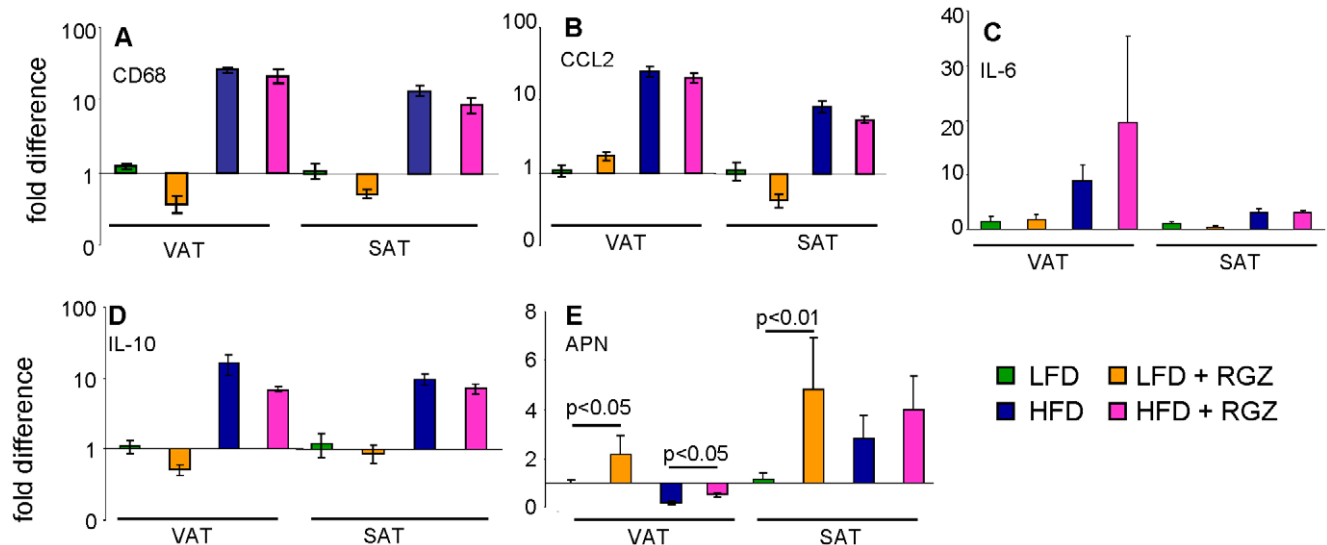 fold difference
A
CD68
100
10
1
0
VAT
SAT
B
CCL2
100
10
1
0
VAT
SAT
C
IL-6
40
30
20
10
0
VAT
SAT
fold difference
D
IL-10
100
10
1
0
VAT
SAT
E
APN
8
6
4
2
0
p<0.05
p<0.05
p<0.01
VAT
SAT
LFD
LFD + RGZ
HFD
HFD + RGZ